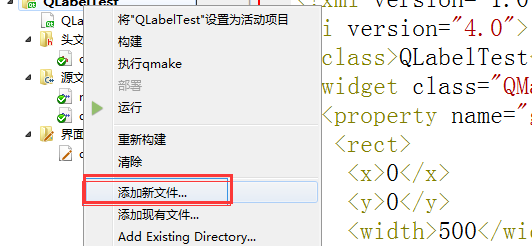 QLabelTest
QLa
头文
源文
界面
将"QLabelTest"设置为活动项目
构建
执行qmake
部署
运行
重新构建
清除
添加新文件...
添加现有文件...
Add Existing Directory...
<?xml version="1.0
i version="4.0">
class>QLabelTest
widget class="QMa
<property name="g
<rect>
<x>0</x>
<y>0</y>
<width>500</wid